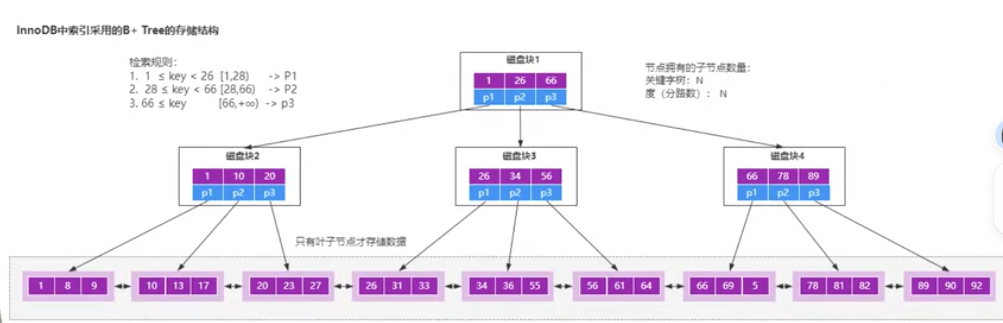 InnoDB中索引采用的B+ Tree的存储结构
检索规则：
1. 1 ≤ key < 26 [1,28) -> P1
2. 28 ≤ key < 66 [28,66) -> P2
3. 66 ≤ key [66,+∞) -> p3
磁盘块1
1 26 66
p1 p2 p3
节点拥有的子节点数量：
关键字树：N
度（分路数）： N
磁盘块2
1 10 20
p1 p2 p3
磁盘块3
26 34 56
p1 p2 p3
磁盘块4
66 78 89
p1 p2 p3
只有叶子节点才存储数据
1 8 9 10 13 17 20 23 27 26 31 33 34 36 55 56 61 64 66 69 5 78 81 82 89 90 92